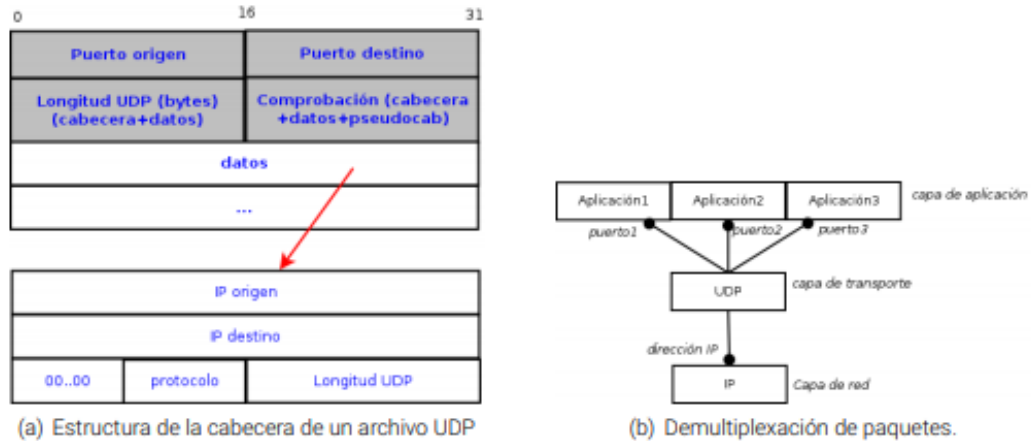 0 16 31
Puerto origen Puerto destino
Longitud UDP (bytes) Comprobación (cabecera
(cabecera+datos) +datos+pseudocab)
datos
...
IP origen
IP destino
00..00 protocolo Longitud UDP
(a) Estructura de la cabecera de un archivo UDP
Aplicación1 Aplicación2 Aplicación3 capa de aplicación
puerto1 puerto2 puerto3
UDP capa de transporte
dirección IP
IP Capa de red
(b) Demultiplexación de paquetes.